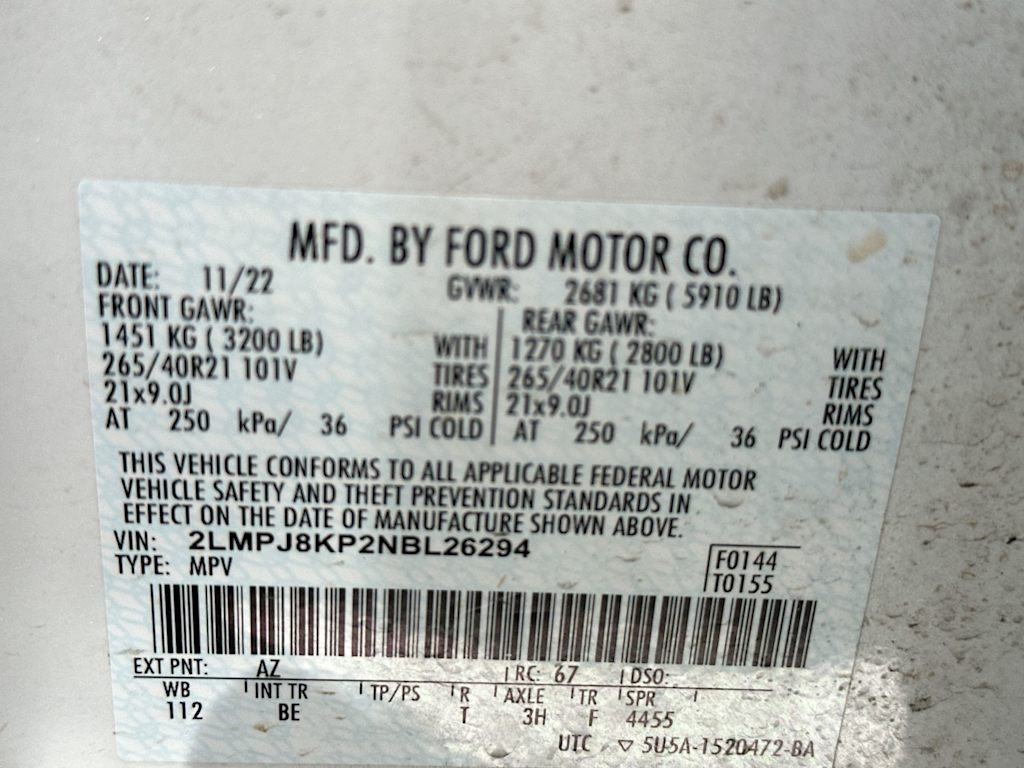 MFD. BY FORD MOTOR CO.
DATE: 11/22 GVWR: 2681 KG ( 5910 LB)
FRONT GAWR: REAR GAWR:
1451 KG ( 3200 LB) WITH 1270 KG ( 2800 LB) WITH
265/40R21 101V TIRES 265/40R21 101V TIRES
21x9.0J RIMS 21x9.0J RIMS
AT 250 kPa/ 36 PSI COLD AT 250 kPa/ 36 PSI COLD
THIS VEHICLE CONFORMS TO ALL APPLICABLE FEDERAL MOTOR
VEHICLE SAFETY AND THEFT PREVENTION STANDARDS IN
EFFECT ON THE DATE OF MANUFACTURE SHOWN ABOVE.
VIN: 2LMPJ8KP2NBL26294
TYPE: MPV
F0144
T0155
EXT PNT: AZ RC: 67 DSO:
WB INT TR TP/PS R AXLE TR SPR
112 BE T 3H F 4455
UTC ▽ 5U5A-1520472-BA